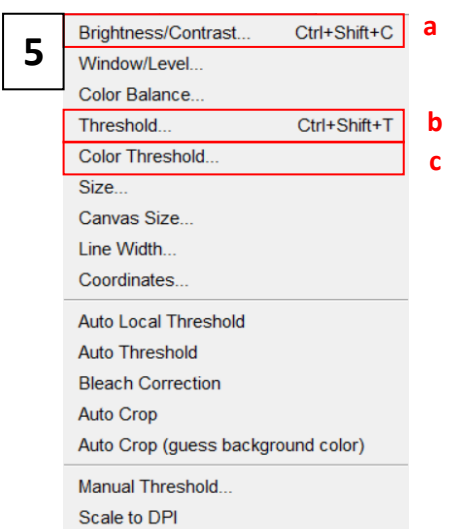 5
Brightness/Contrast... Ctrl+Shift+C a
Window/Level...
Color Balance...
Threshold... Ctrl+Shift+T b
Color Threshold... c
Size...
Canvas Size...
Line Width...
Coordinates...
Auto Local Threshold
Auto Threshold
Bleach Correction
Auto Crop
Auto Crop (guess background color)
Manual Threshold...
Scale to DPI